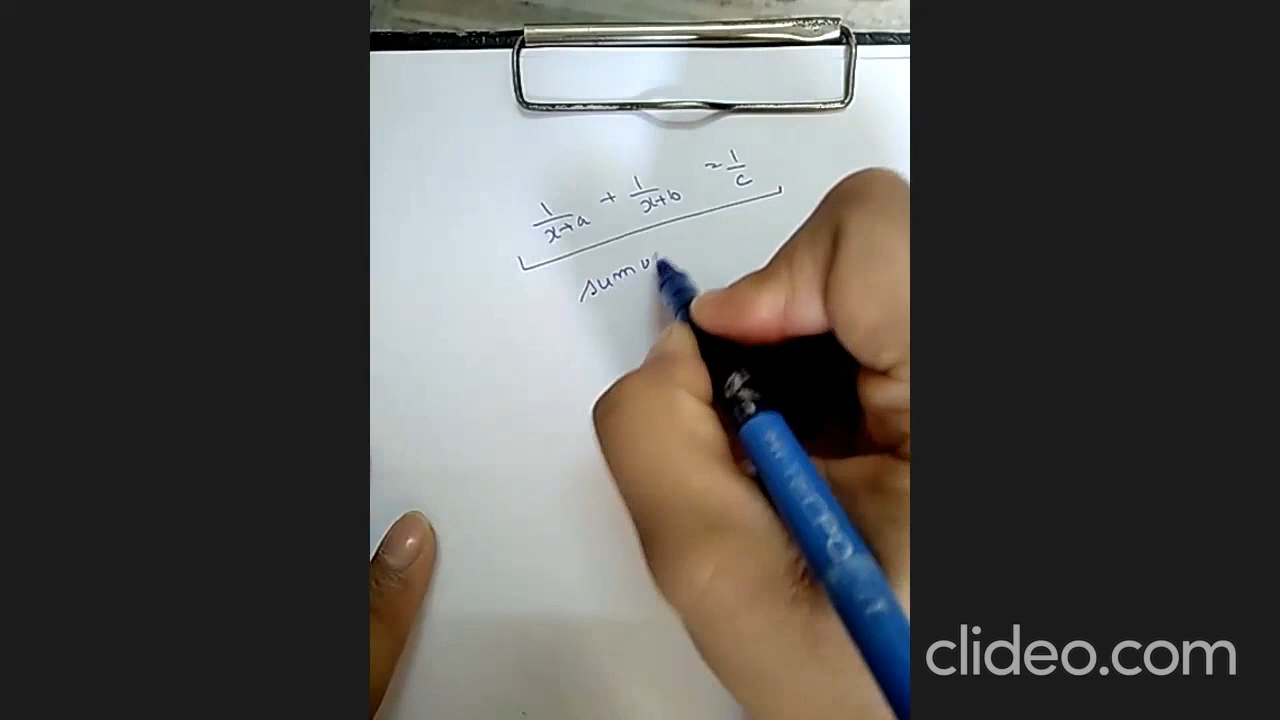 1/x+a + 1/x+b = 1/c
sum
clideo.com